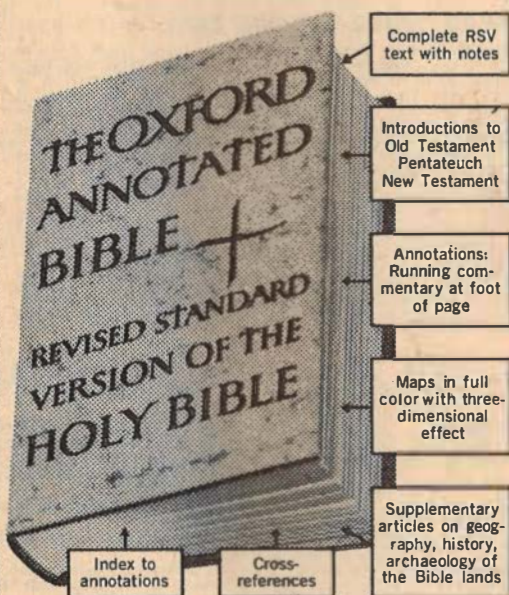 THE OXFORD
ANNOTATED
BIBLE
REVISED STANDARD
VERSION OF THE
HOLY BIBLE
Complete RSV
text with notes
Introductions to
Old Testament
Pentateuch
New Testament
Annotations:
Running com-
mentary at foot
of page
Maps in full
color with three-
dimensional
effect
Supplementary
articles on geog-
raphy, history,
archaeology of
the Bible lands
Index to
annotations
Cross-
references